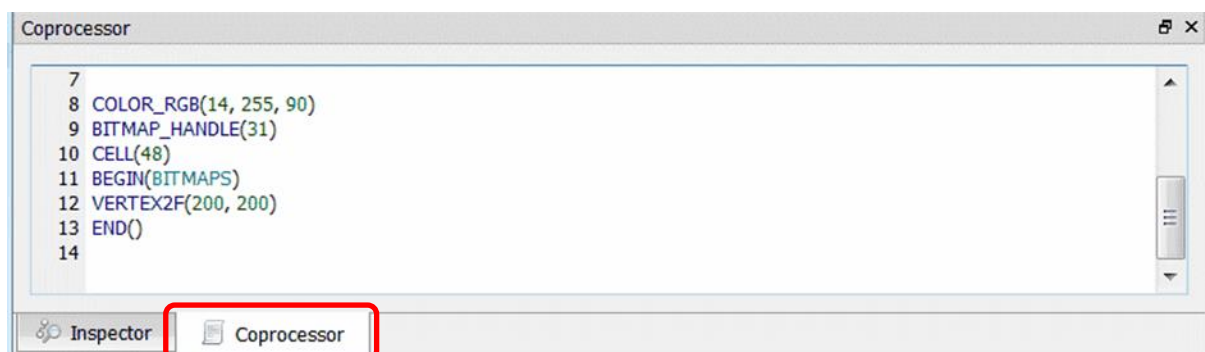 Coprocessor
7
8 COLOR_RGB(14, 255, 90)
9 BITMAP_HANDLE(31)
10 CELL(48)
11 BEGIN(BITMAPS)
12 VERTEX2F(200, 200)
13 END()
14
Inspector Coprocessor